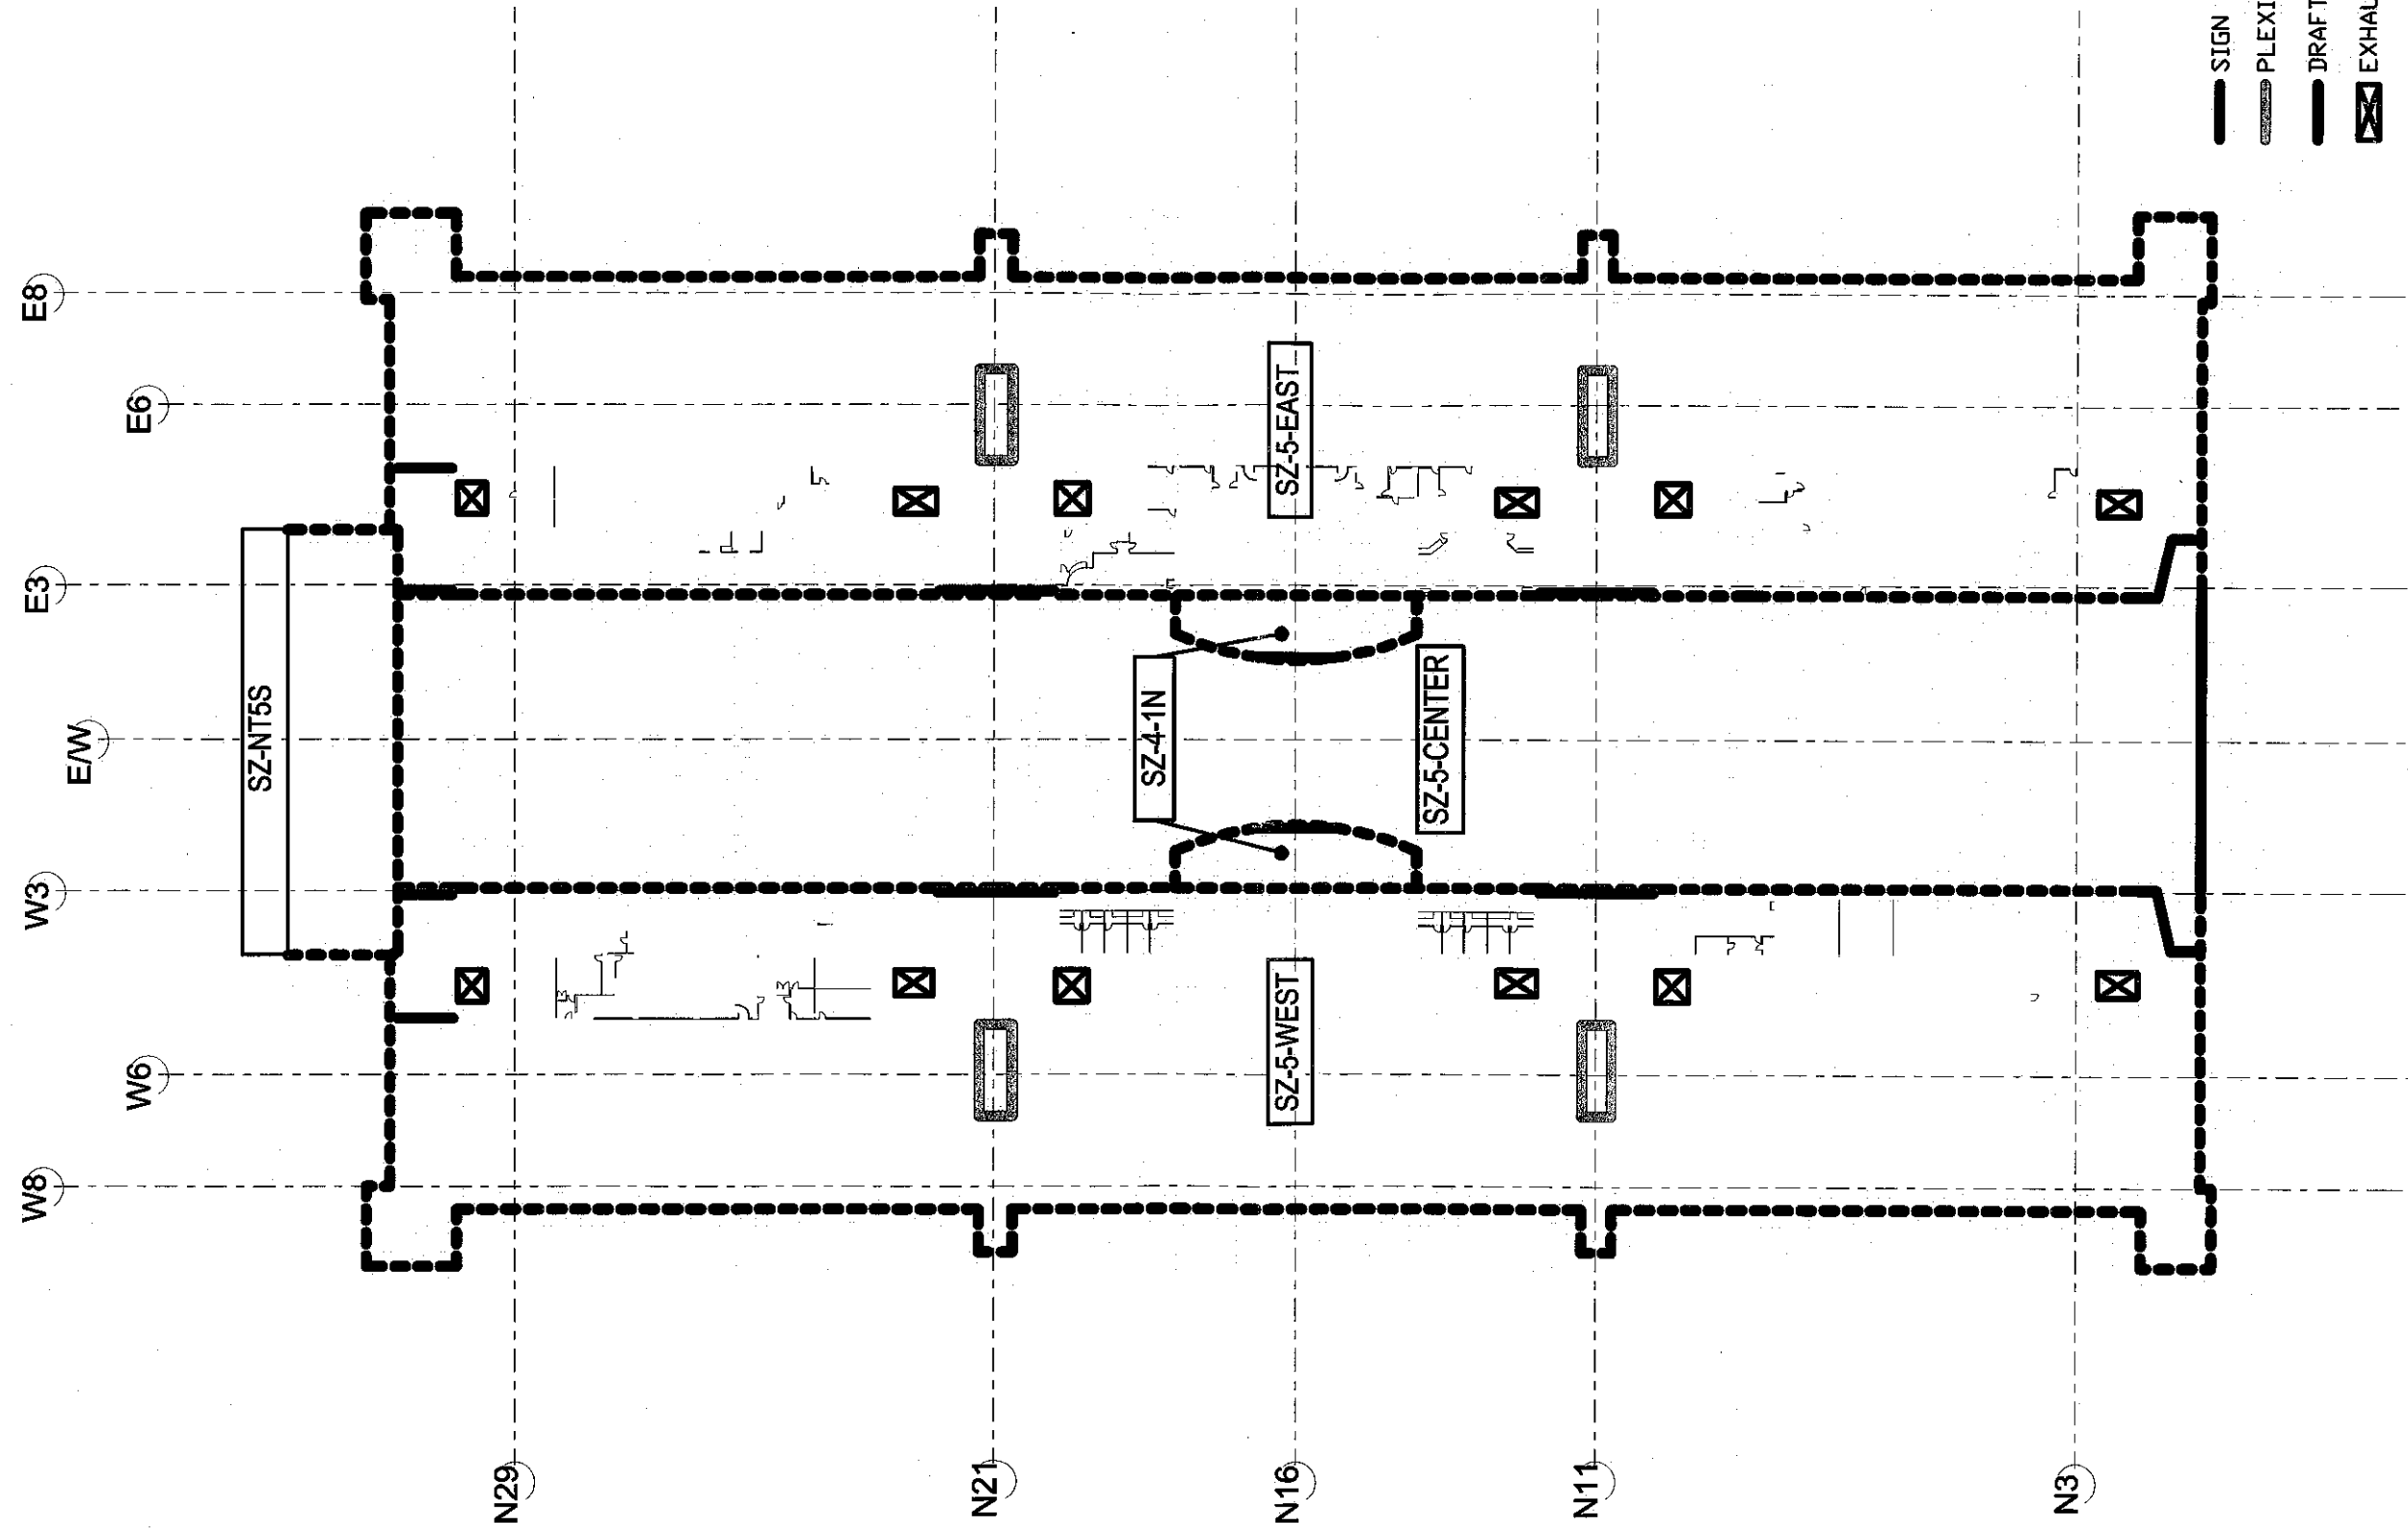 E8
E6
E3
E/W
W3
W6
W8
SZ-NT5S
SZ-5-EAST
SZ-4-1N
SZ-5-CENTER
SZ-5-WEST
N29
N21
N16
N11
N3
SIGN
PLEXI
DRAFT
EXHAU